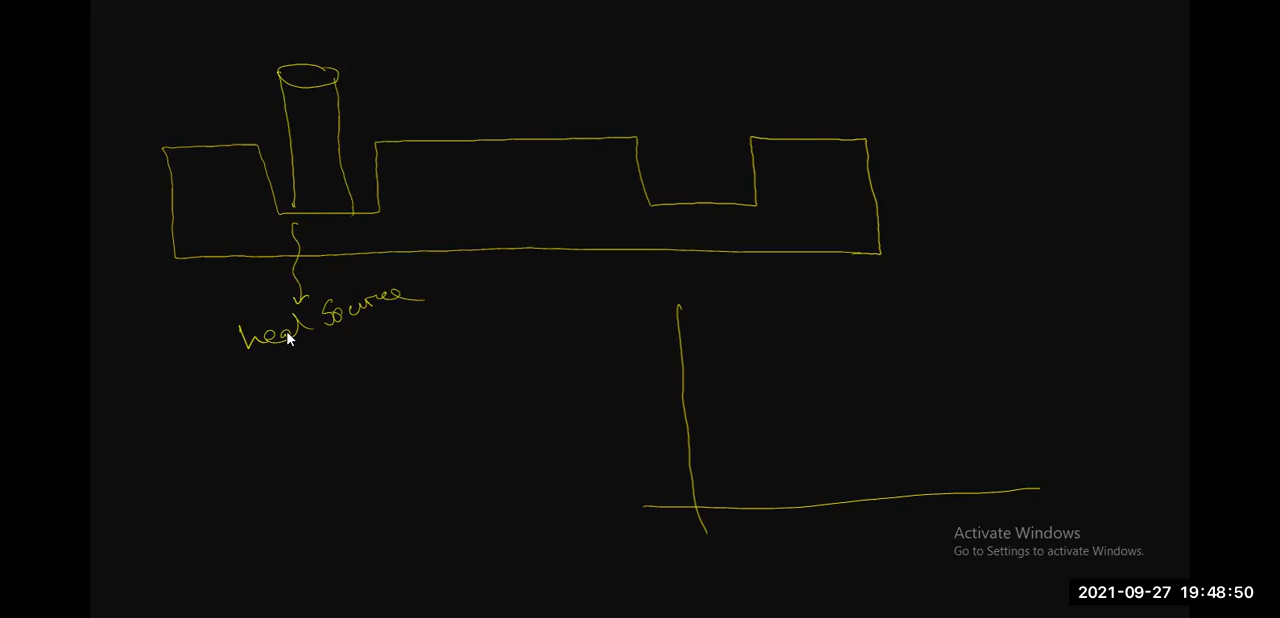 heat source
Activate Windows
Go to Settings to activate Windows.
2021-09-27 19:48:50